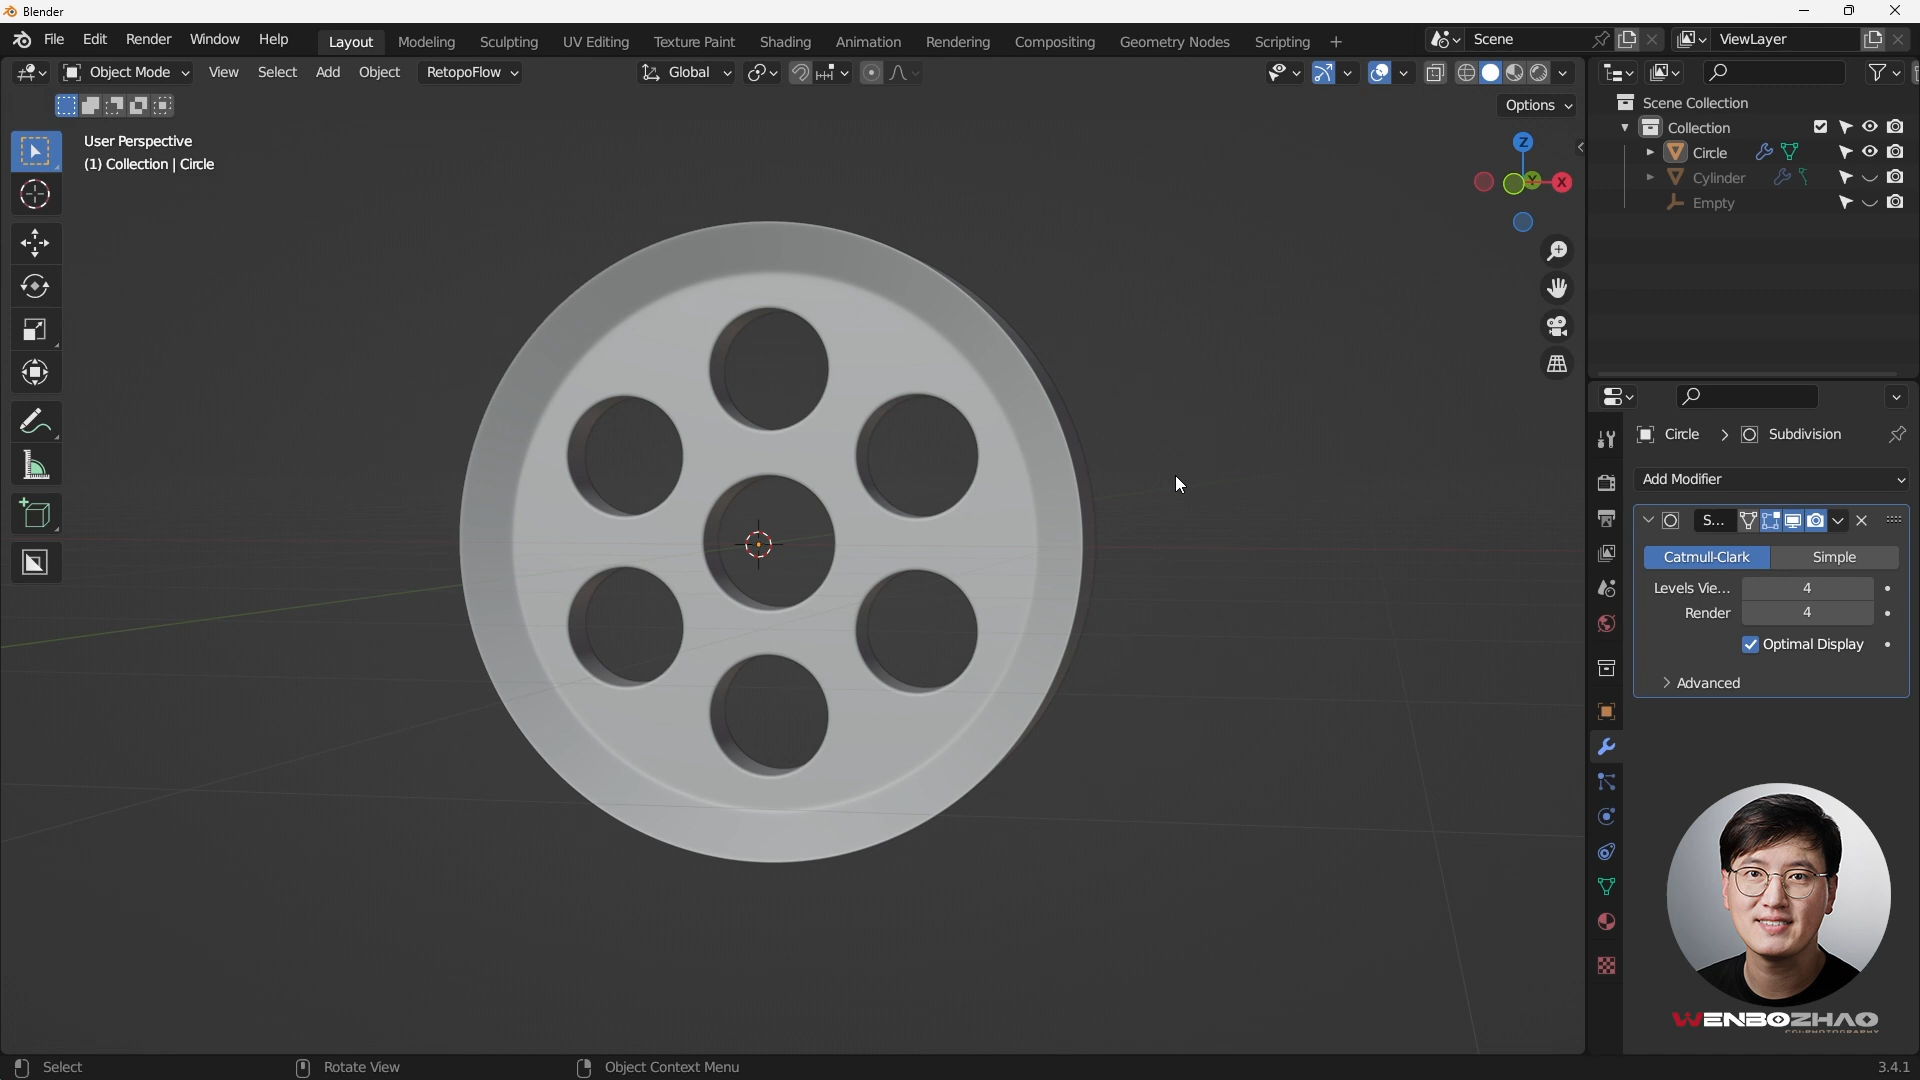 Blender
File Edit Render Window Help Layout Modeling Sculpting UV Editing Texture Paint Shading Animation Rendering Compositing Geometry Nodes Scripting + Scene ViewLayer
Object Mode View Select Add Object RetopoFlow Global
Options
User Perspective
(1) Collection | Circle
Z
Y
X
Scene Collection
Collection
Circle
Cylinder
Empty
Circle > Subdivision
Add Modifier
S...
Catmull-Clark Simple
Levels Vie... 4
Render 4
Optimal Display
Advanced
WENBOZHAO
Select Rotate View Object Context Menu 3.4.1